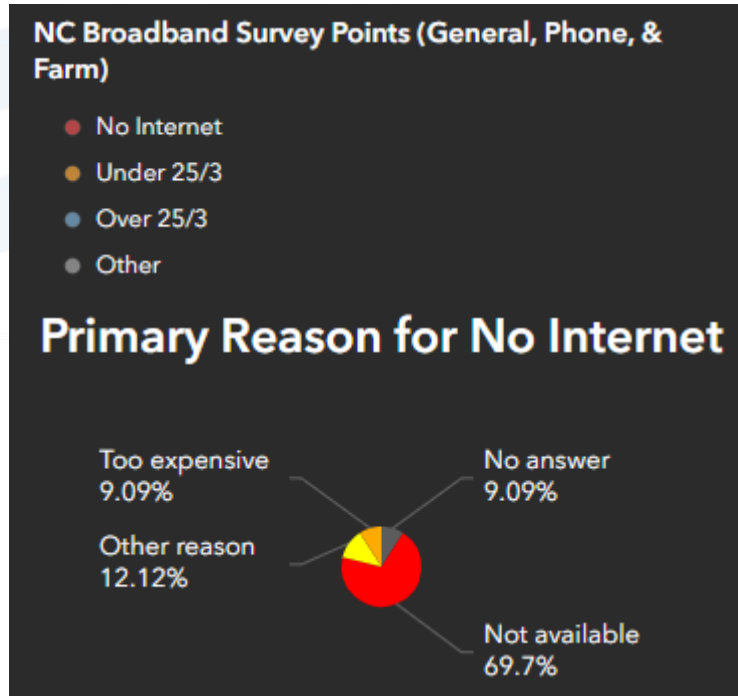 NC Broadband Survey Points (General, Phone, &
Farm)
No Internet
Under 25/3
Over 25/3
Other
Primary Reason for No Internet
Too expensive
9.09%
No answer
9.09%
Other reason
12.12%
Not available
69.7%